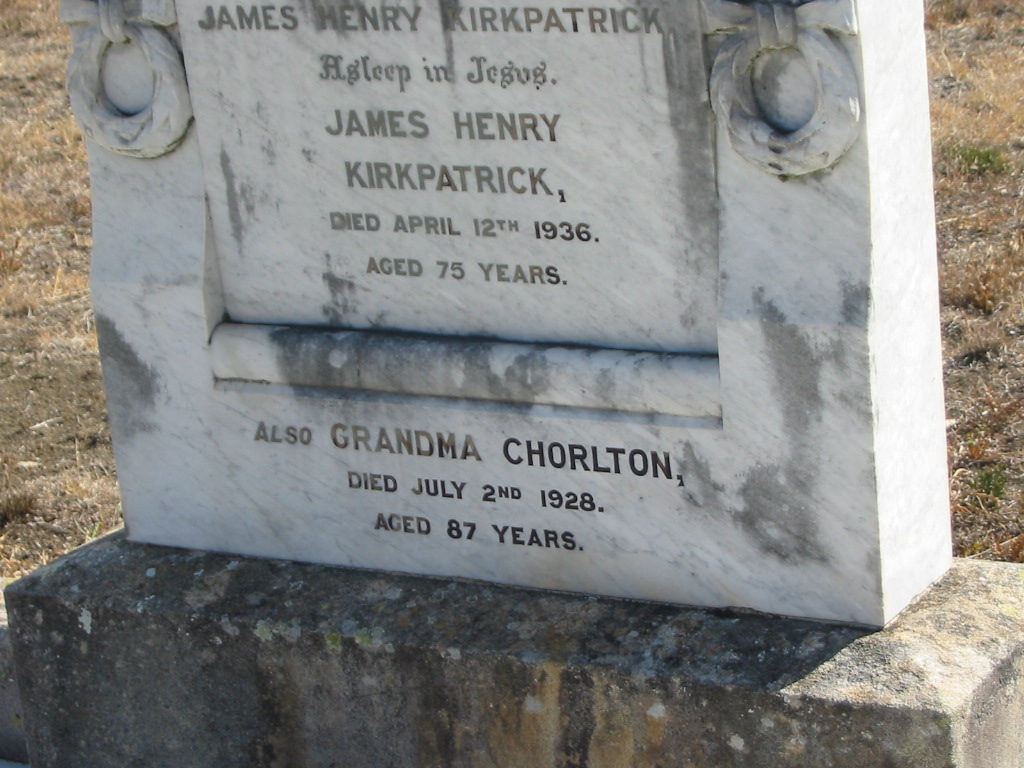 JAMES HENRY KIRKPATRICK,
Asleep in Jesus.
JAMES HENRY
KIRKPATRICK,
DIED APRIL 12TH 1936.
AGED 75 YEARS.
ALSO GRANDMA CHORLTON,
DIED JULY 2ND 1928.
AGED 87 YEARS.